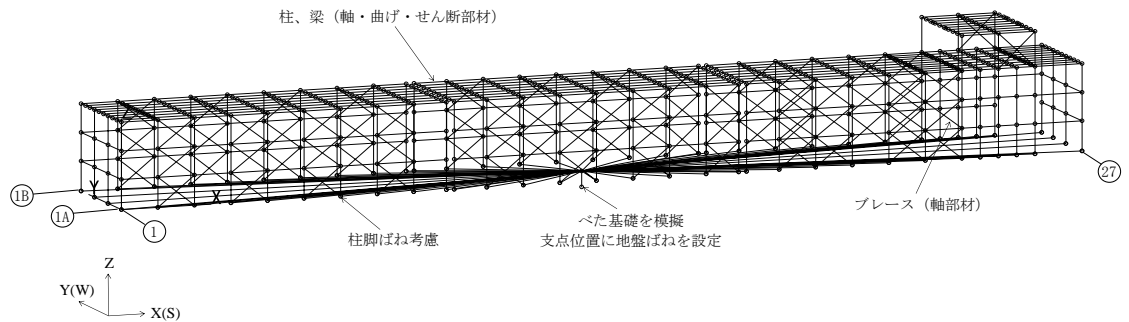 柱、梁（軸・曲げ・せん断部材）
27
1B
1A
1
Y
X
柱脚ばね考慮
べた基礎を模擬
支点位置に地盤ばねを設定
ブレース（軸部材）
Z
Y(W)
X(S)